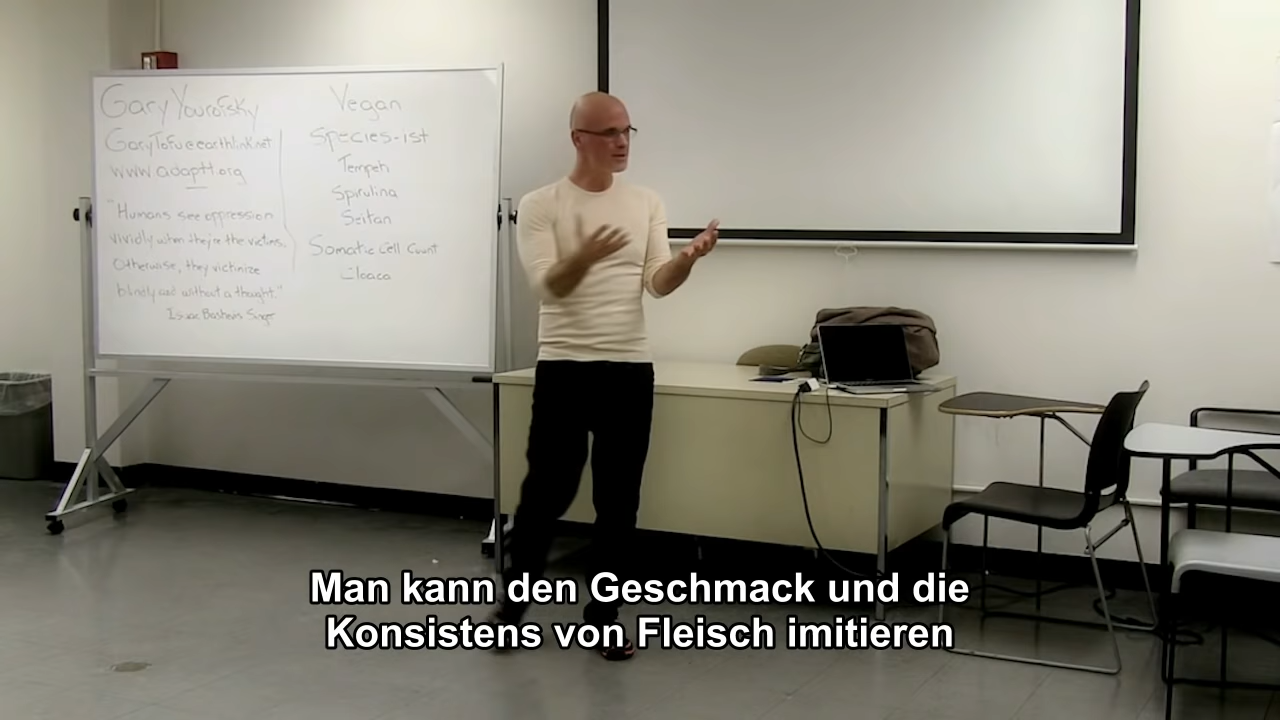 Gary Yourofsky
GaryTofu@earthlink.net
www.adaptt.org
"Humans see oppression
vividly when they're the victims.
Otherwise, they victimize
blindly and without a thought."
Isaac Bashevis Singer
Vegan
Species-ist
Tempeh
Spirulina
Seitan
Somatic Cell Count
Cloaca
Man kann den Geschmack und die
Konsistens von Fleisch imitieren